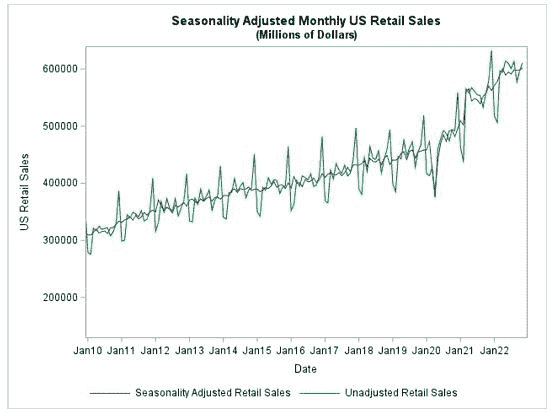 Seasonality Adjusted Monthly US Retail Sales
(Millions of Dollars)
600000
500000
400000
300000
200000
US Retail Sales
Jan10 Jan11 Jan12 Jan13 Jan14 Jan15 Jan16 Jan17 Jan18 Jan19 Jan20 Jan21 Jan22
Date
Seasonality Adjusted Retail Sales Unadjusted Retail Sales